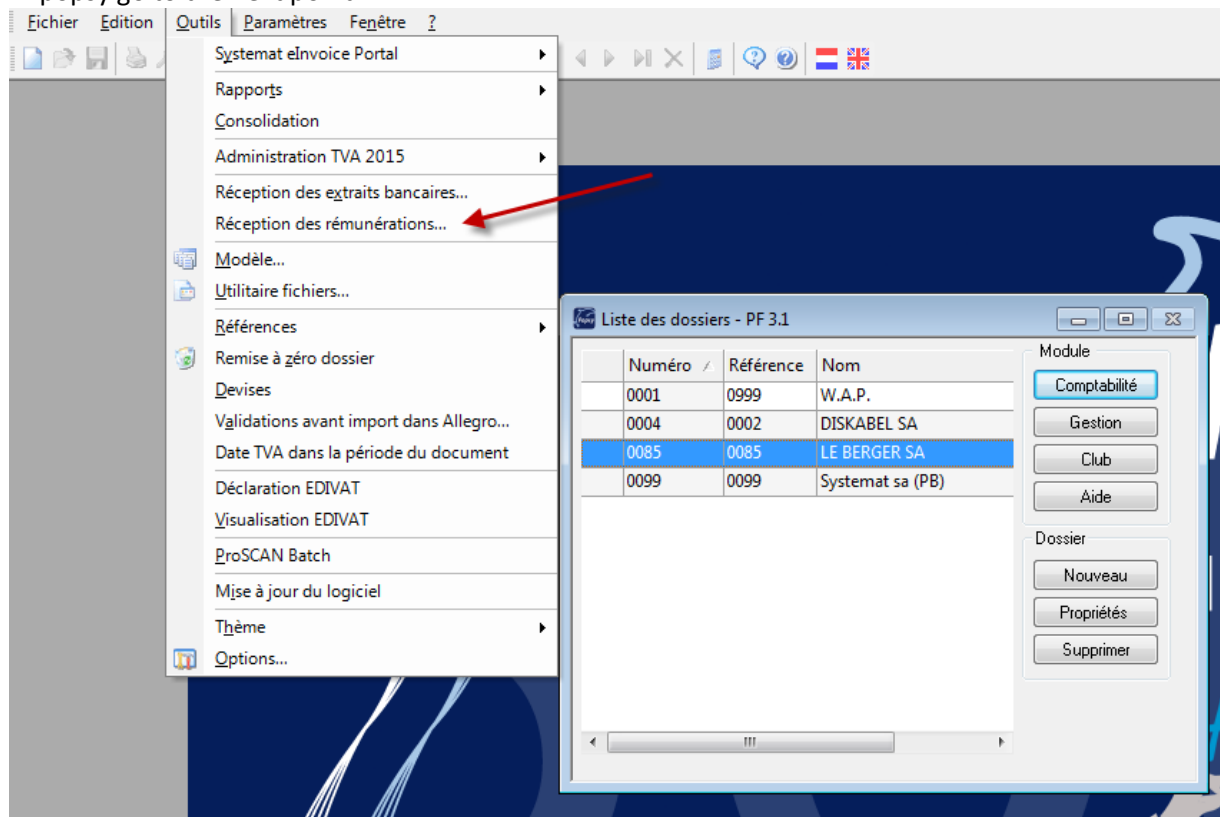 Fichier Edition Outils Paramètres Fenêtre ?
Systemat eInvoice Portal
Rapports
Consolidation
Administration TVA 2015
Réception des extraits bancaires...
Réception des rémunérations...
Modèle...
Utilitaire fichiers...
Références
Remise à zéro dossier
Devises
Validations avant import dans Allegro...
Date TVA dans la période du document
Déclaration EDIVAT
Visualisation EDIVAT
ProSCAN Batch
Mise à jour du logiciel
Thème
Options...
Liste des dossiers - PF 3.1
Numéro Référence Nom
0001 0999 W.A.P.
0004 0002 DISKABEL SA
0085 0085 LE BERGER SA
0099 0099 Systemat sa (PB)
Module
Comptabilité
Gestion
Club
Aide
Dossier
Nouveau
Propriétés
Supprimer